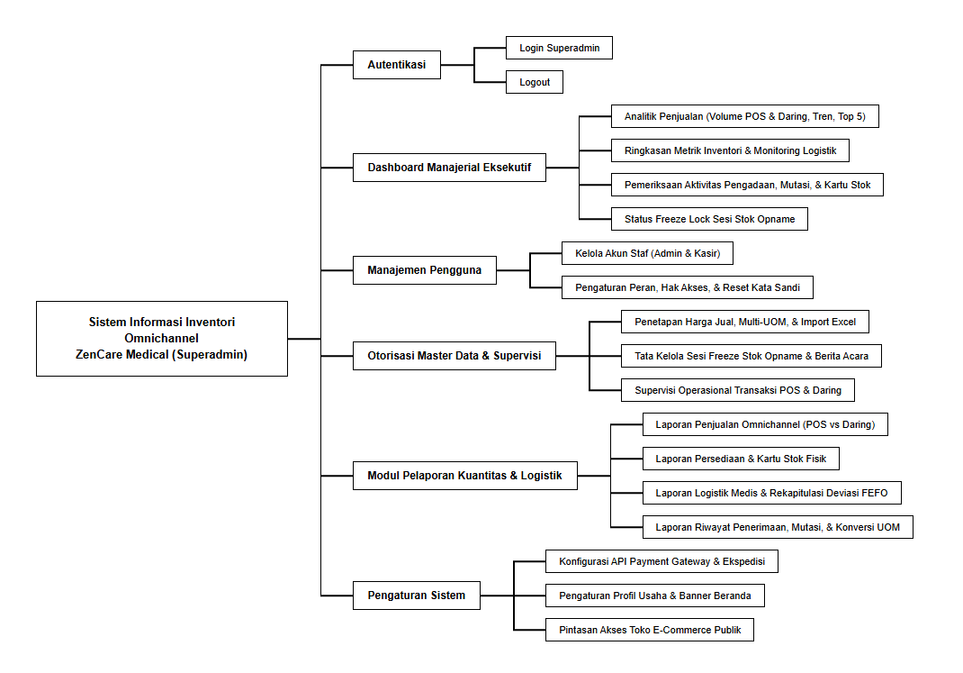 Sistem Informasi Inventori
Omnichannel
ZenCare Medical (Superadmin)
Autentikasi
Login Superadmin
Logout
Dashboard Manajerial Eksekutif
Analitik Penjualan (Volume POS & Daring, Tren, Top 5)
Ringkasan Metrik Inventori & Monitoring Logistik
Pemeriksaan Aktivitas Pengadaan, Mutasi, & Kartu Stok
Status Freeze Lock Sesi Stok Opname
Manajemen Pengguna
Kelola Akun Staf (Admin & Kasir)
Pengaturan Peran, Hak Akses, & Reset Kata Sandi
Otorisasi Master Data & Supervisi
Penetapan Harga Jual, Multi-UOM, & Import Excel
Tata Kelola Sesi Freeze Stok Opname & Berita Acara
Supervisi Operasional Transaksi POS & Daring
Modul Pelaporan Kuantitas & Logistik
Laporan Penjualan Omnichannel (POS vs Daring)
Laporan Persediaan & Kartu Stok Fisik
Laporan Logistik Medis & Rekapitulasi Deviasi FEFO
Laporan Riwayat Penerimaan, Mutasi, & Konversi UOM
Pengaturan Sistem
Konfigurasi API Payment Gateway & Ekspedisi
Pengaturan Profil Usaha & Banner Beranda
Pintasan Akses Toko E-Commerce Publik